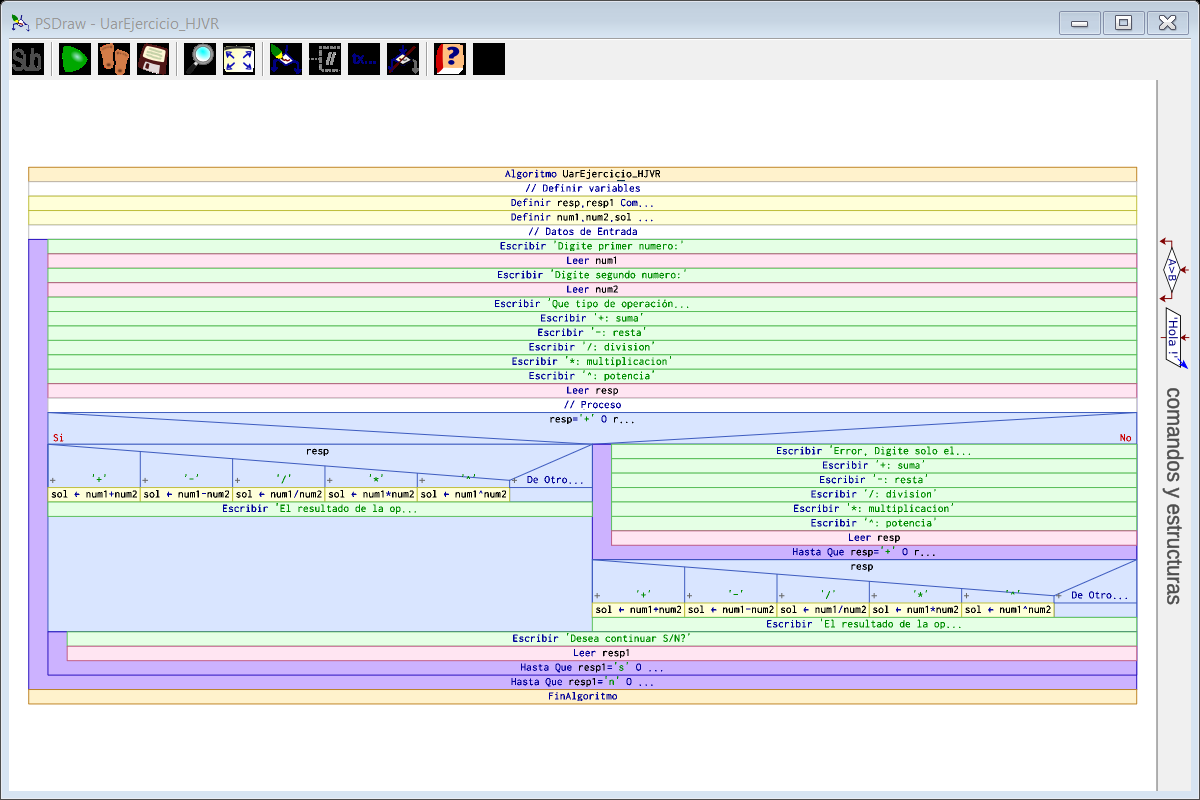 PSDraw - UarEjercicio_HJVR
Sub
Algoritmo UarEjercicio_HJVR
// Definir variables
Definir resp,resp1 Com...
Definir num1,num2,sol ...
// Datos de Entrada
Escribir 'Digite primer numero:'
Leer num1
Escribir 'Digite segundo numero:'
Leer num2
Escribir 'Que tipo de operación...
Escribir '+: suma'
Escribir '-: resta'
Escribir '/: division'
Escribir '*: multiplicacion'
Escribir '^: potencia'
Leer resp
// Proceso
resp='+' O r...
Si
No
resp
'+' '-' '/' '*' '^' De Otro...
sol ← num1+num2 sol ← num1-num2 sol ← num1/num2 sol ← num1*num2 sol ← num1^num2
Escribir 'El resultado de la op...
Escribir 'Error, Digite solo el...
Escribir '+: suma'
Escribir '-: resta'
Escribir '/: division'
Escribir '*: multiplicacion'
Escribir '^: potencia'
Leer resp
Hasta Que resp='+' O r...
resp
'+' '-' '/' '*' '^' De Otro...
sol ← num1+num2 sol ← num1-num2 sol ← num1/num2 sol ← num1*num2 sol ← num1^num2
Escribir 'El resultado de la op...
Escribir 'Desea continuar S/N?'
Leer resp1
Hasta Que resp1='s' O ...
Hasta Que resp1='n' O ...
FinAlgoritmo
A>B
'Hola !'
comandos y estructuras